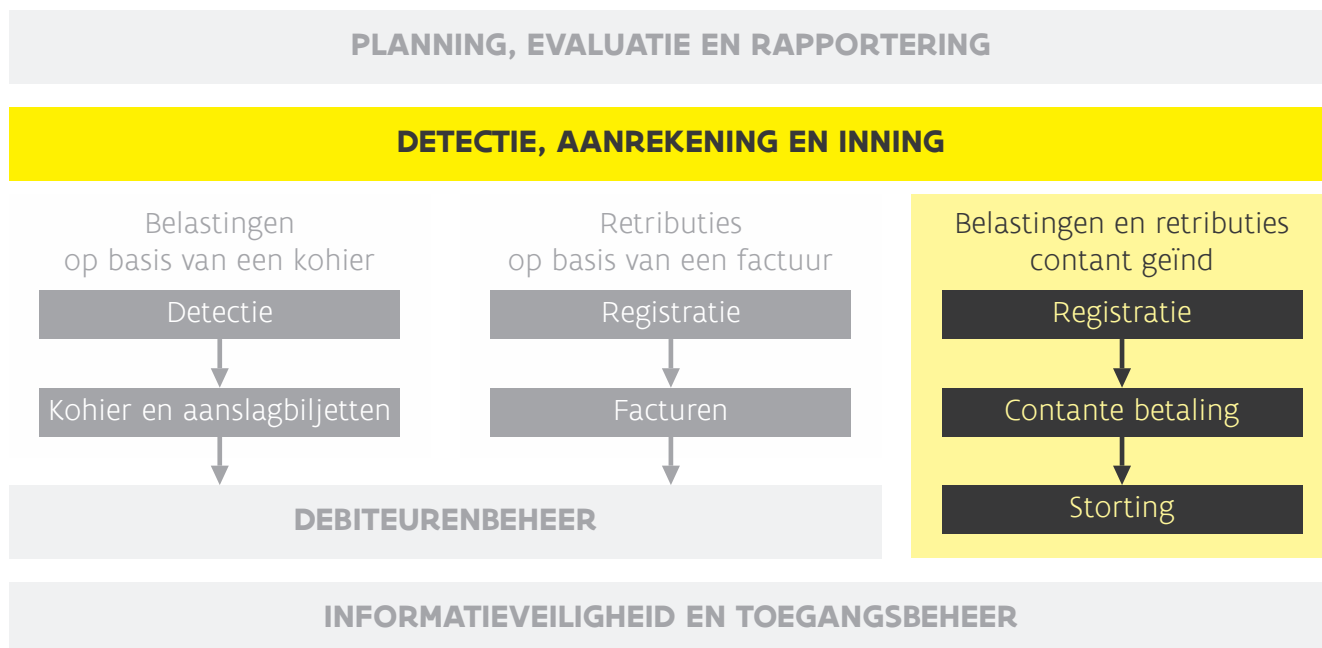 PLANNING, EVALUATIE EN RAPPORTERING
DETECTIE, AANREKENING EN INNING
Belastingen
op basis van een kohier
Detectie
Kohier en aanslagbiljetten
Retributies
op basis van een factuur
Registratie
Facturen
DEBITEURENBEHEER
Belastingen en retributies
contant geïnd
Registratie
Contante betaling
Storting
INFORMATIEVEILIGHEID EN TOEGANGSBEHEER